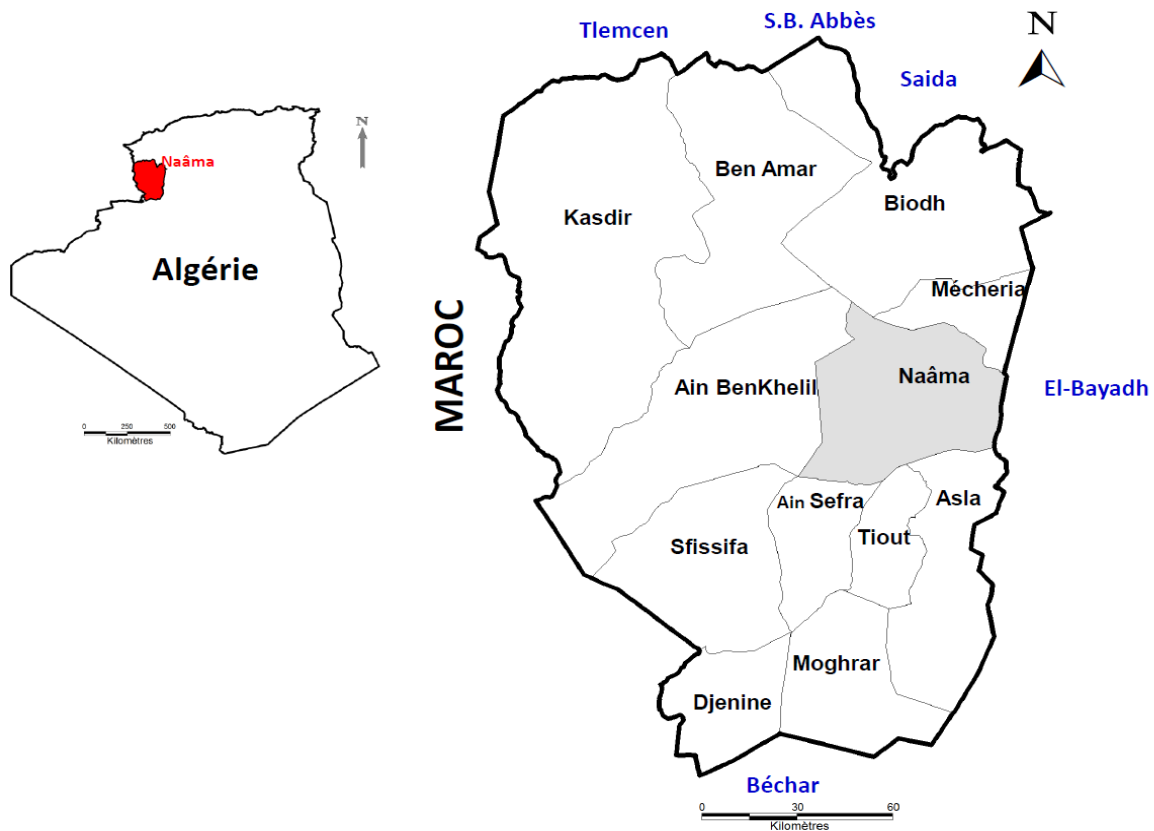 N
Naâma
Algérie
0 250 500
Kilomètres
Tlemcen
S.B. Abbès
N
Saida
Ben Amar
Kasdir
Biodh
Mécheria
MAROC
Naâma
Ain BenKhelil
El-Bayadh
Ain Sefra
Asla
Sfissifa
Tiout
Moghrar
Djenine
Béchar
0 30 60
Kilomètres